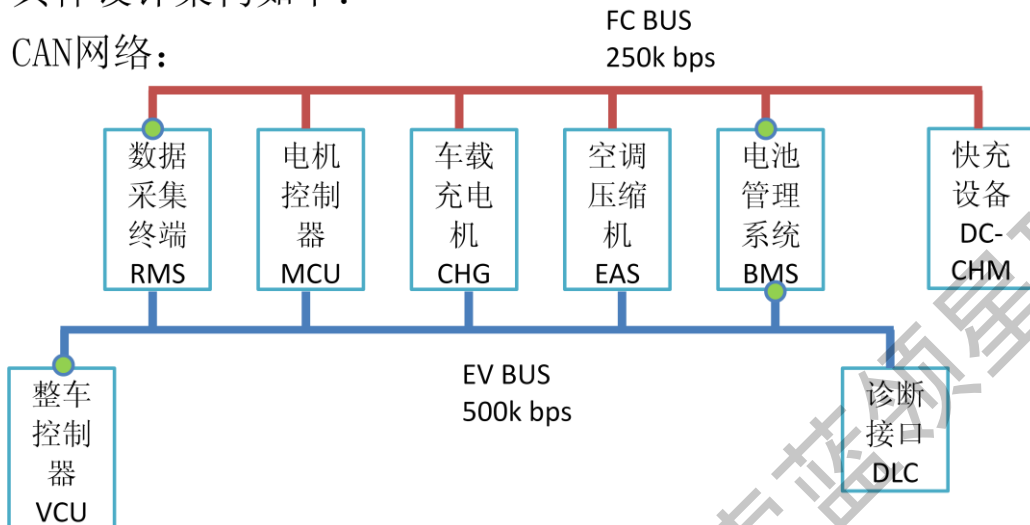 CAN网络：
FC BUS
250k bps
数据
采集
终端
RMS
电机
控制
器
MCU
车载
充电
机
CHG
空调
压缩
机
EAS
电池
管理
系统
BMS
快充
设备
DC-
CHM
EV BUS
500k bps
整车
控制
器
VCU
诊断
接口
DLC
蓝领星